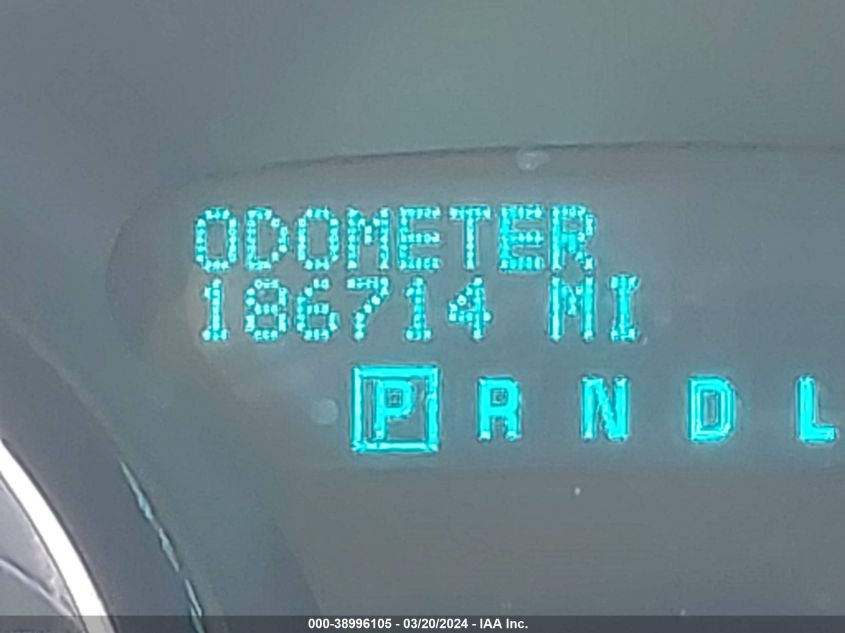 ODOMETER
186714 MI
P R N D L
000-38996105 - 03/20/2024 - IAA Inc.